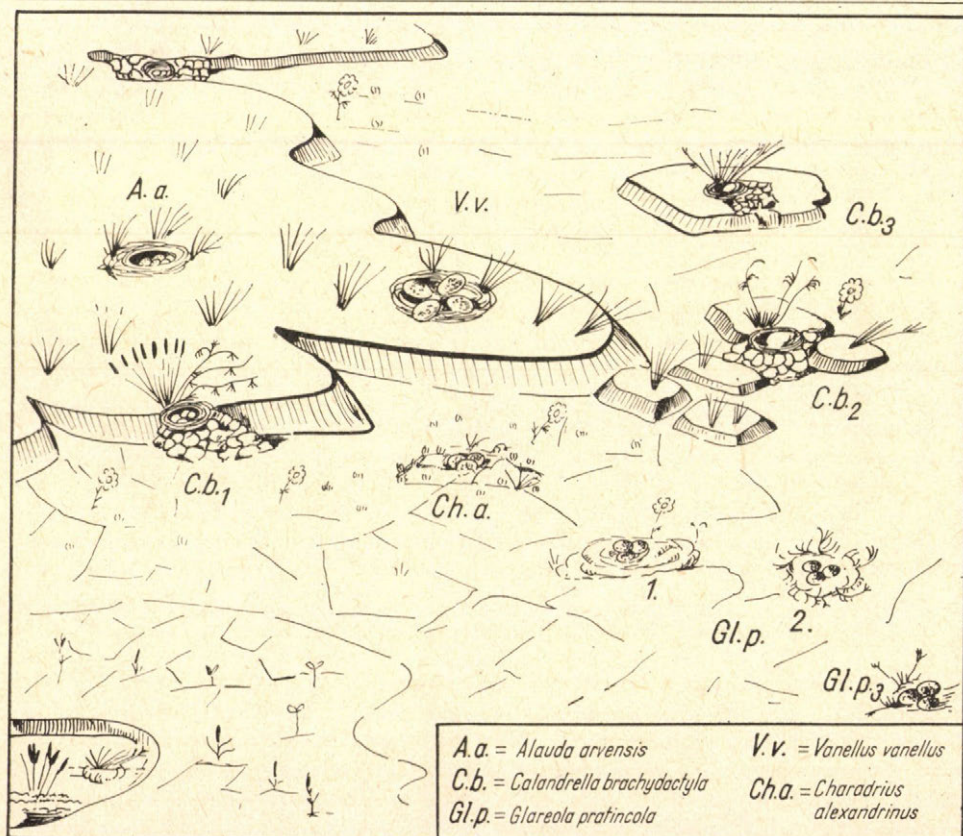 A.a.
V.v.
C.b.3
C.b.2
C.b.1
Ch.a.
1.
Gl.p. 2.
Gl.p.3
A.a. = Alauda arvensis
C.b. = Calandrella brachydactyla
Gl.p. = Glareola pratincola
V.v. = Vanellus vanellus
Ch.a. = Charadrius
alexandrinus